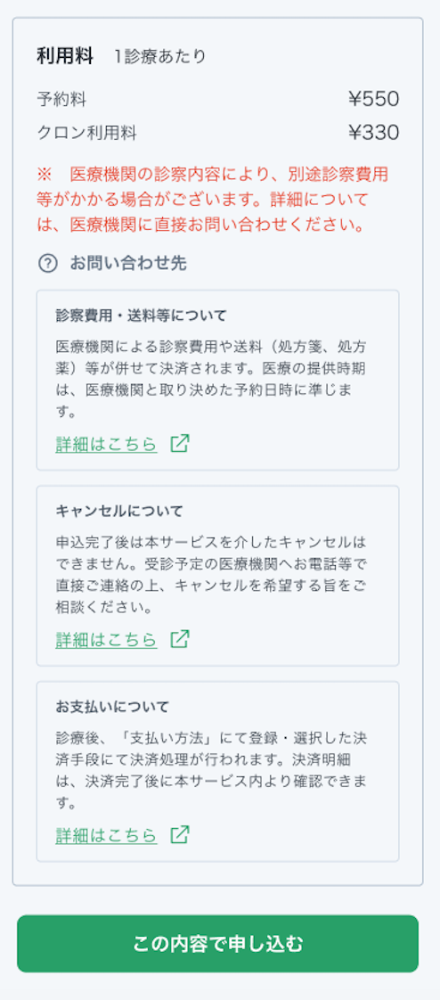 利用料 1診療あたり
予約料 ¥550
クロン利用料 ¥330
※ 医療機関の診察内容により、別途診察費用
等がかかる場合がございます。詳細について
は、医療機関に直接お問い合わせください。
お問い合わせ先
診察費用・送料等について
医療機関による診察費用や送料（処方箋、処方
薬）等が併せて決済されます。医療の提供時期
は、医療機関と取り決めた予約日時に準じま
す。
詳細はこちら
キャンセルについて
申込完了後は本サービスを介したキャンセルは
できません。受診予定の医療機関へお電話等で
直接ご連絡の上、キャンセルを希望する旨をご
相談ください。
詳細はこちら
お支払いについて
診療後、「支払い方法」にて登録・選択した決
済手段にて決済処理が行われます。決済明細
は、決済完了後に本サービス内より確認できま
す。
詳細はこちら
この内容で申し込む